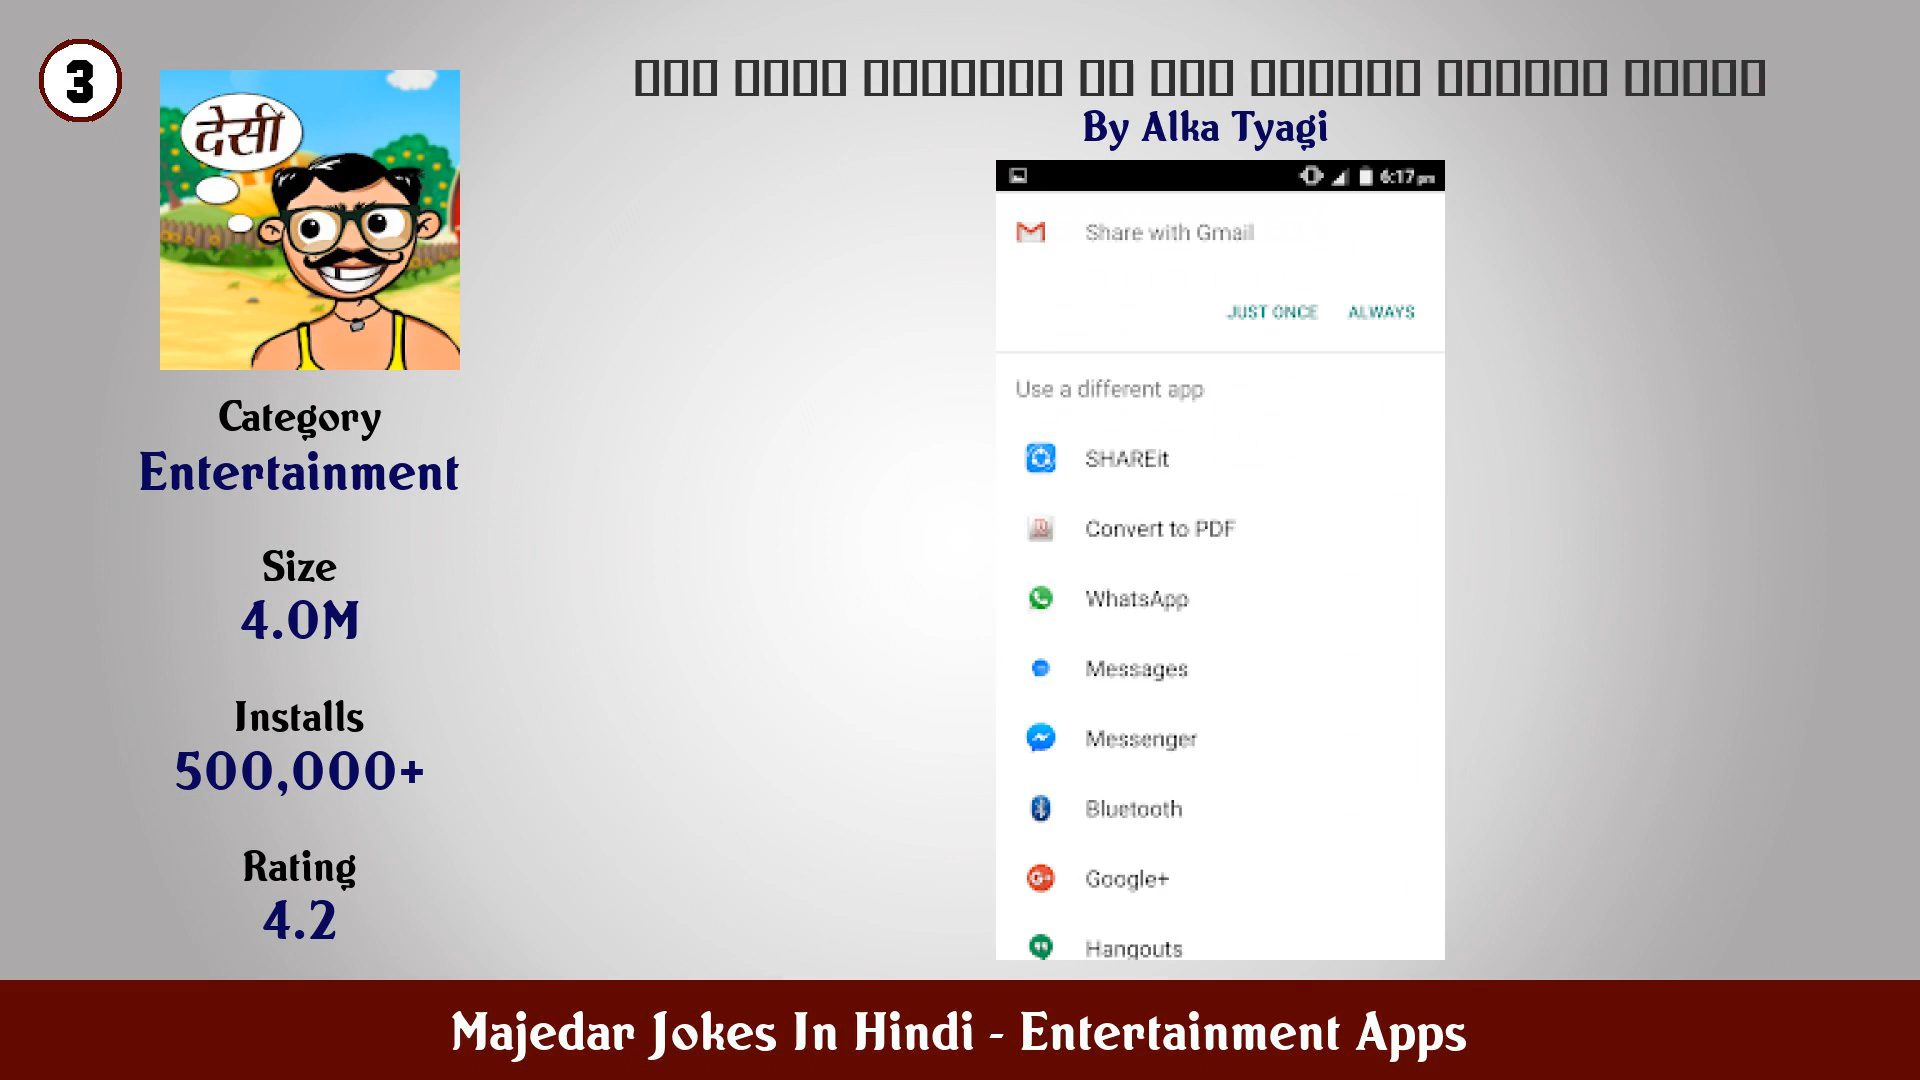 3
देसी
By Alka Tyagi
6:17 pm
Share with Gmail
JUST ONCE ALWAYS
Use a different app
SHAREit
Convert to PDF
WhatsApp
Messages
Messenger
Bluetooth
Google+
Hangouts
Category
Entertainment
Size
4.0M
Installs
500,000+
Rating
4.2
Majedar Jokes In Hindi - Entertainment Apps